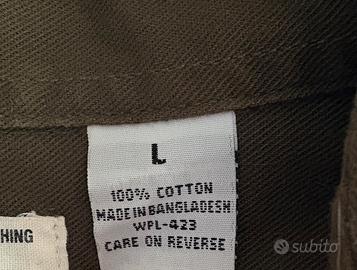 L
100% COTTON
MADE IN BANGLADESH
WPL-423
CARE ON REVERSE
HING
subito